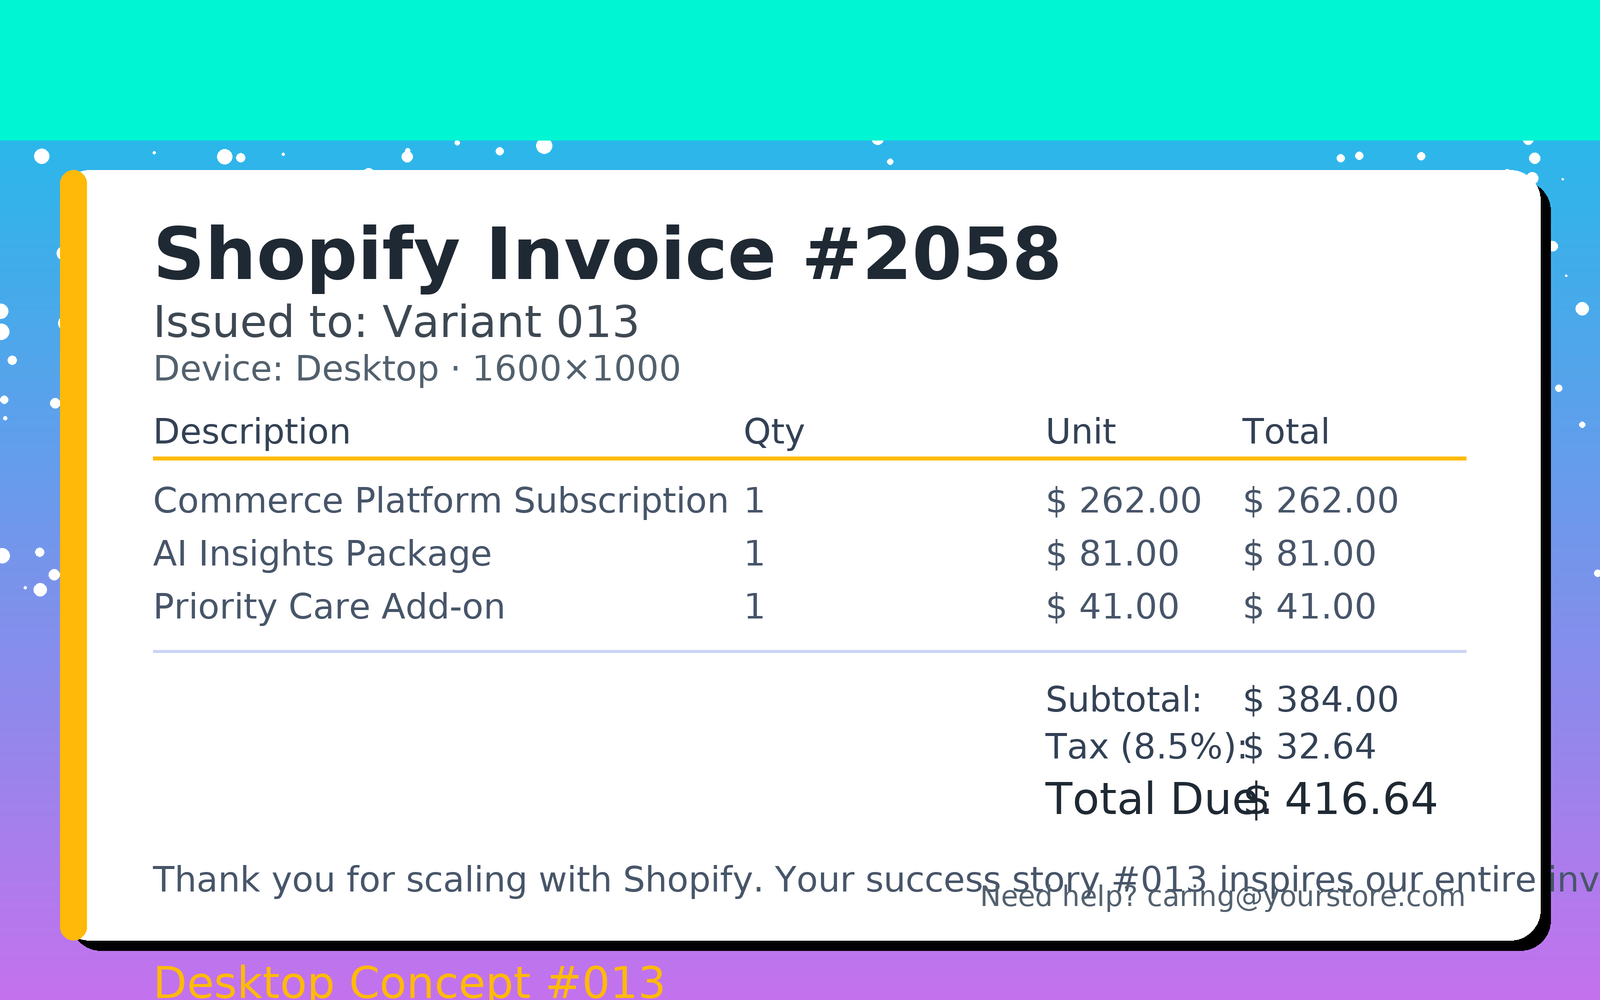 Shopify Invoice #2058
Issued to: Variant 013
Device: Desktop · 1600×1000
Description Qty Unit Total
Commerce Platform Subscription 1 $ 262.00 $ 262.00
AI Insights Package 1 $ 81.00 $ 81.00
Priority Care Add-on 1 $ 41.00 $ 41.00
Subtotal: $ 384.00
Tax (8.5%): $ 32.64
Total Due: $ 416.64
Thank you for scaling with Shopify. Your success story #013 inspires our entire
Need help? caring@yourstore.com
Desktop Concept #013